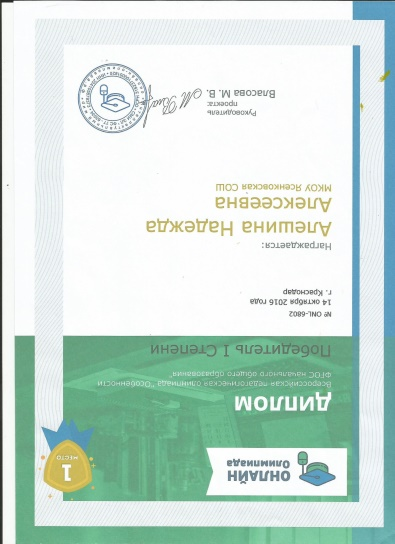 ОНЛАЙН
Олимпиада
1
МЕСТО
ДИПЛОМ
Всероссийская педагогическая олимпиада "Особенности
ФГОС начального общего образования"
Победитель I Степени
№ ONL-6802
14 октября 2016 года
г. Краснодар
Награждается:
Алешина Надежда
Алексеевна
МКОУ Ясенковская СОШ
Руководитель
проекта:
Власова М. В.